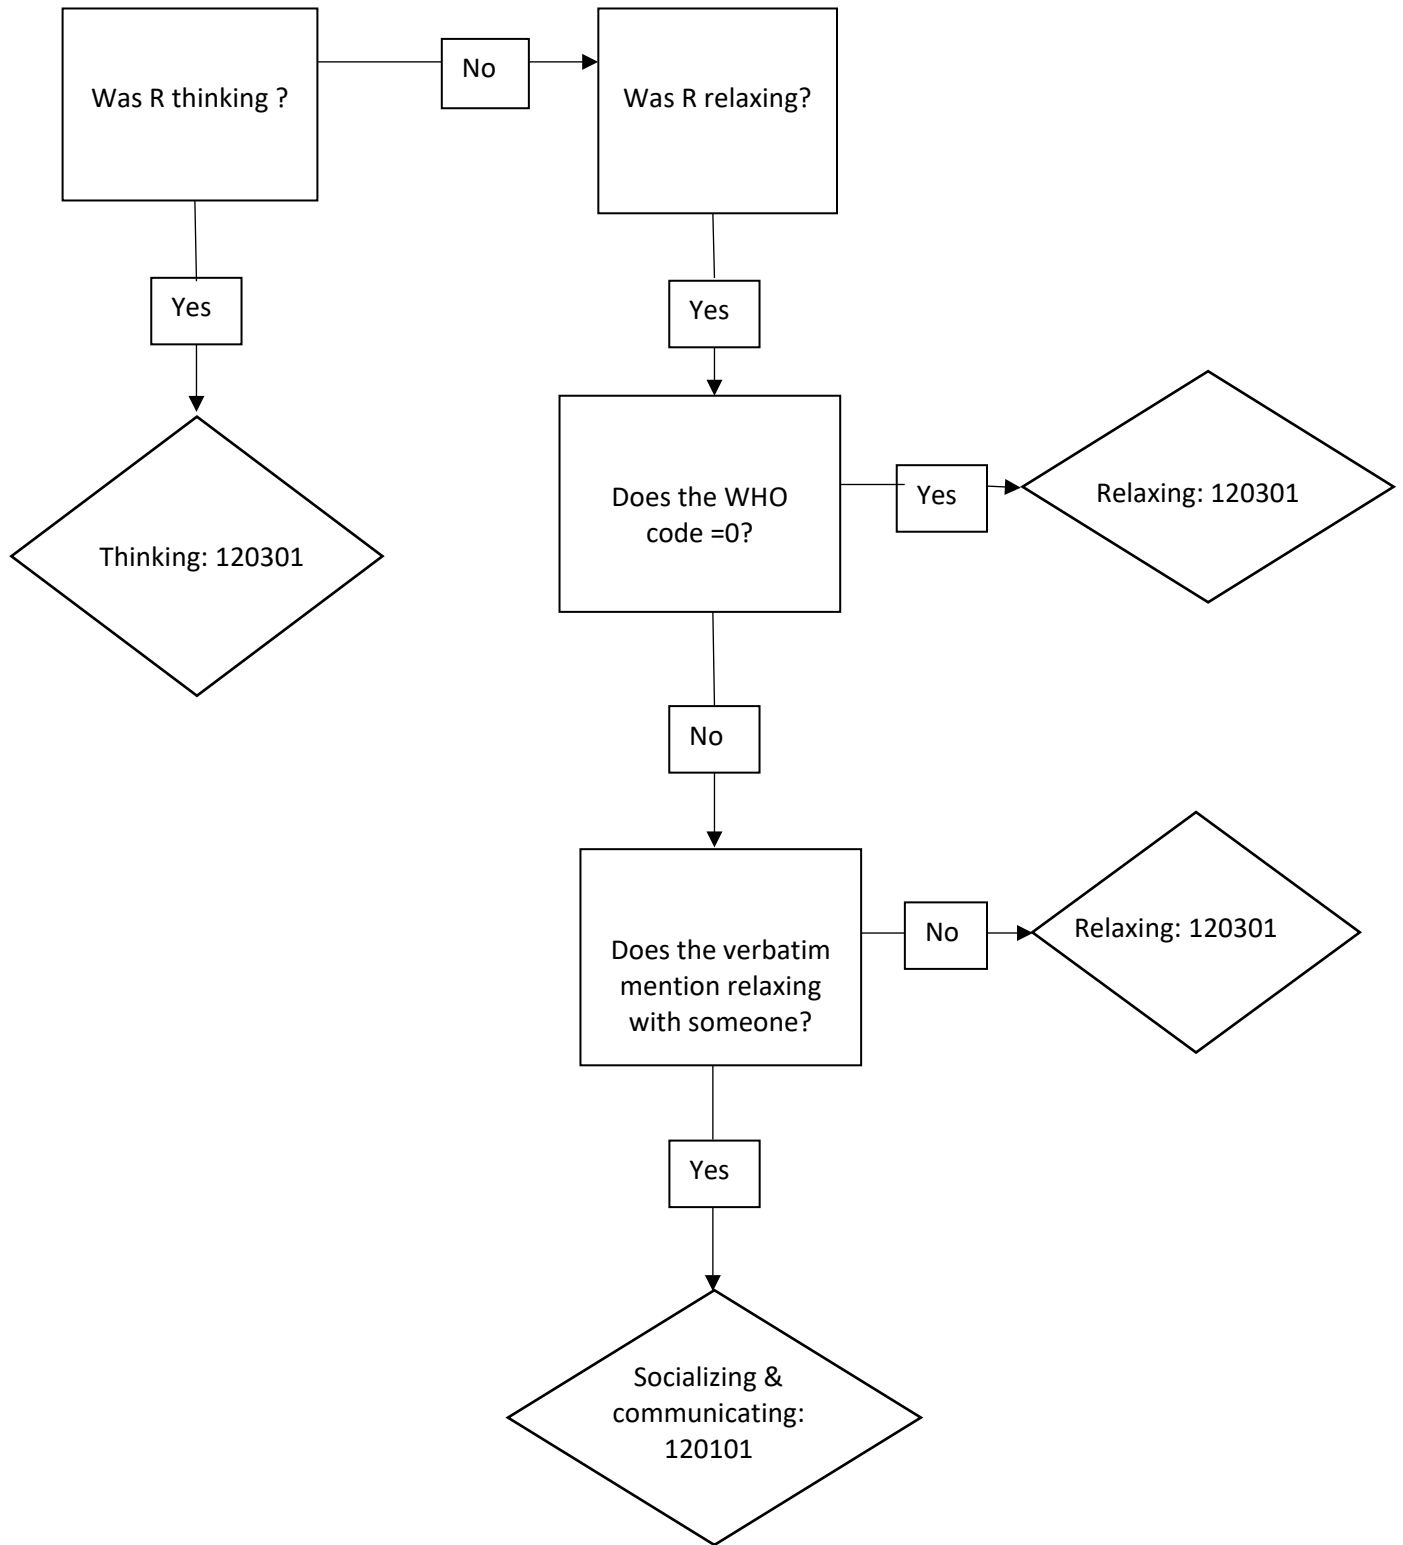 Was R thinking ?
No
Was R relaxing?
Yes
Yes
Thinking: 120301
Does the WHO
code =0?
Yes
Relaxing: 120301
No
Does the verbatim
mention relaxing
with someone?
No
Relaxing: 120301
Yes
Socializing &
communicating:
120101